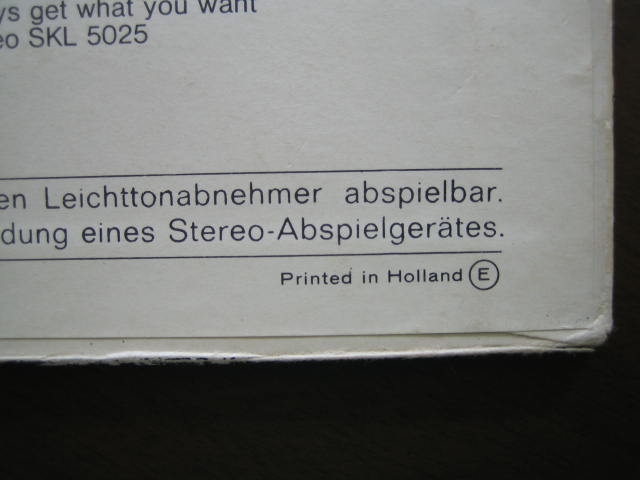 ys get what you want
eo SKL 5025
en Leichttonabnehmer abspielbar.
dung eines Stereo-Abspielgerätes.
Printed in Holland E